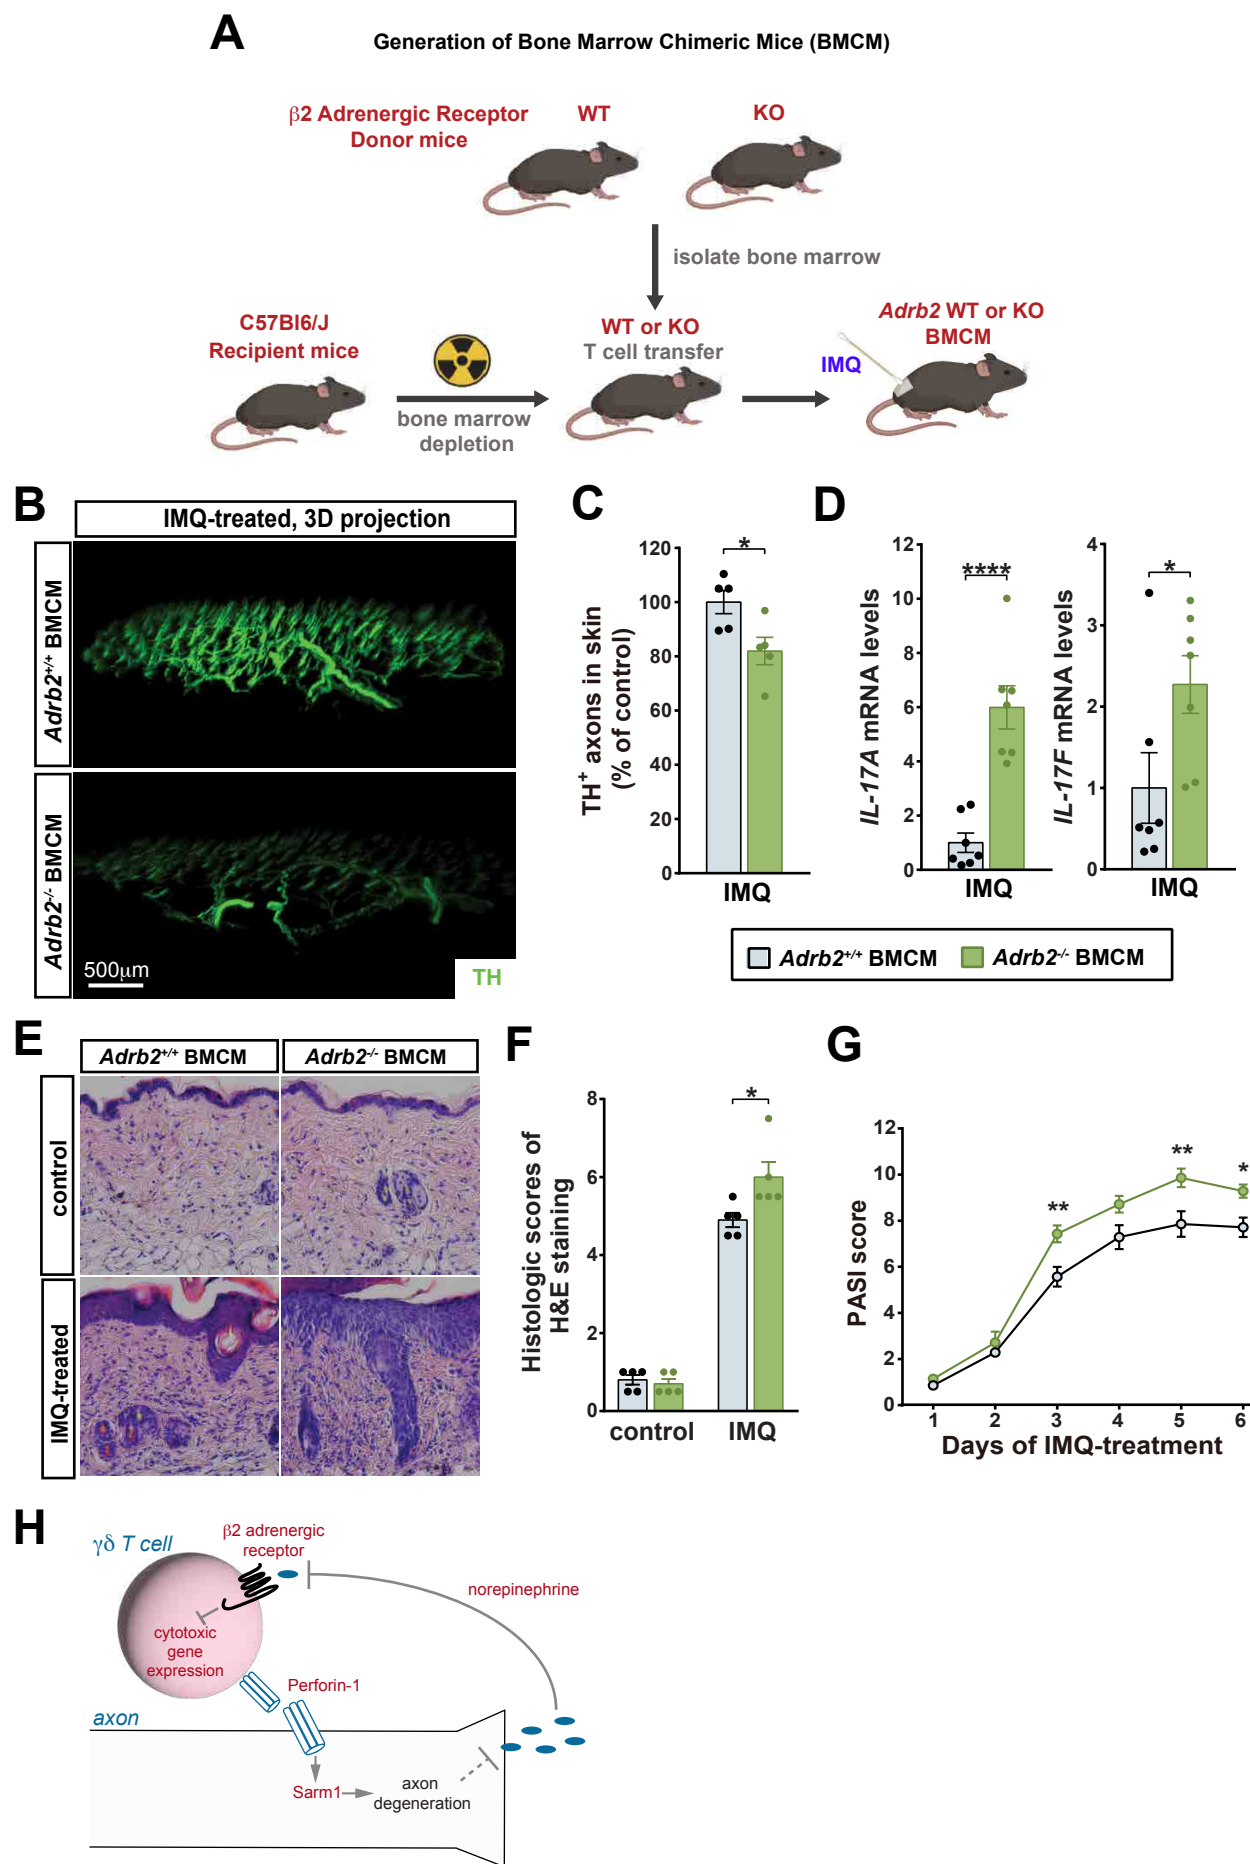 A
Generation of Bone Marrow Chimeric Mice (BMCM)
β2 Adrenergic Receptor
Donor mice
WT
KO
isolate bone marrow
C57Bl6/J
Recipient mice
bone marrow
depletion
WT or KO
T cell transfer
IMQ
Adrb2 WT or KO
BMCM
B
IMQ-treated, 3D projection
Adrb2+/+ BMCM
Adrb2-/- BMCM
500μm
TH
C
TH+ axons in skin
(% of control)
120
100
80
60
40
20
0
*
IMQ
D
IL-17A mRNA levels
12
10
8
6
4
2
0
****
IMQ
IL-17F mRNA levels
4
3
2
1
0
*
IMQ
Adrb2+/+ BMCM
Adrb2-/- BMCM
E
Adrb2+/+ BMCM
Adrb2-/- BMCM
control
IMQ-treated
F
Histologic scores of
H&E staining
8
6
4
2
0
*
control
IMQ
G
PASI score
12
10
8
6
4
2
0
**
**
*
1
2
3
4
5
6
Days of IMQ-treatment
H
γδ T cell
β2 adrenergic
receptor
norepinephrine
cytotoxic
gene
expression
Perforin-1
axon
Sarm1
axon
degeneration